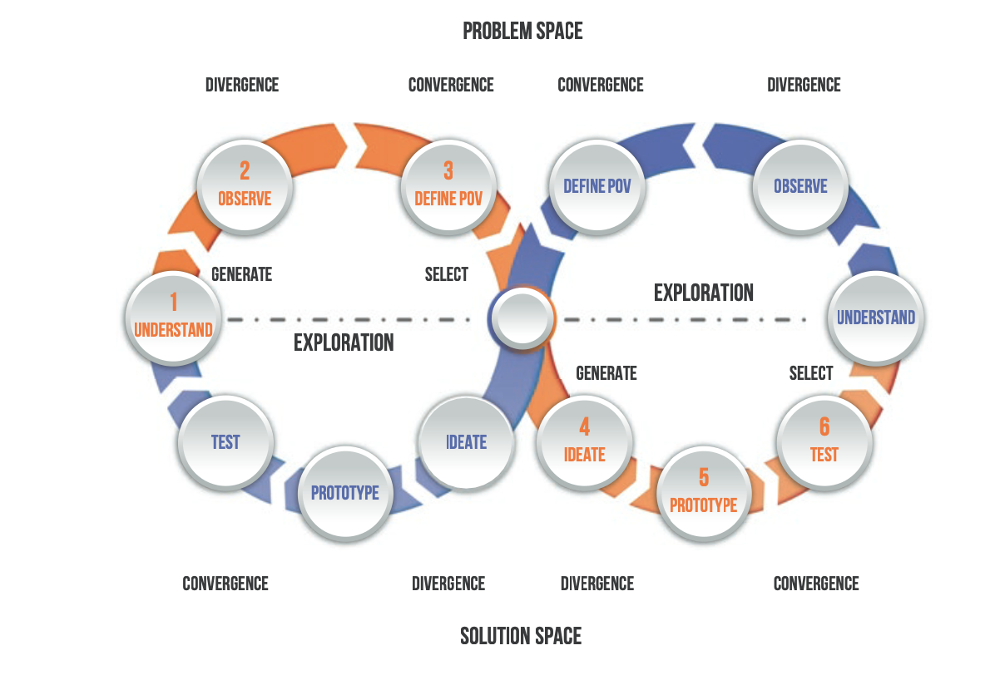 PROBLEM SPACE
DIVERGENCE
CONVERGENCE
CONVERGENCE
DIVERGENCE
2
OBSERVE
3
DEFINE POV
DEFINE POV
OBSERVE
GENERATE
SELECT
EXPLORATION
1
UNDERSTAND
UNDERSTAND
EXPLORATION
GENERATE
SELECT
TEST
IDEATE
4
IDEATE
6
TEST
PROTOTYPE
5
PROTOTYPE
CONVERGENCE
DIVERGENCE
DIVERGENCE
CONVERGENCE
SOLUTION SPACE